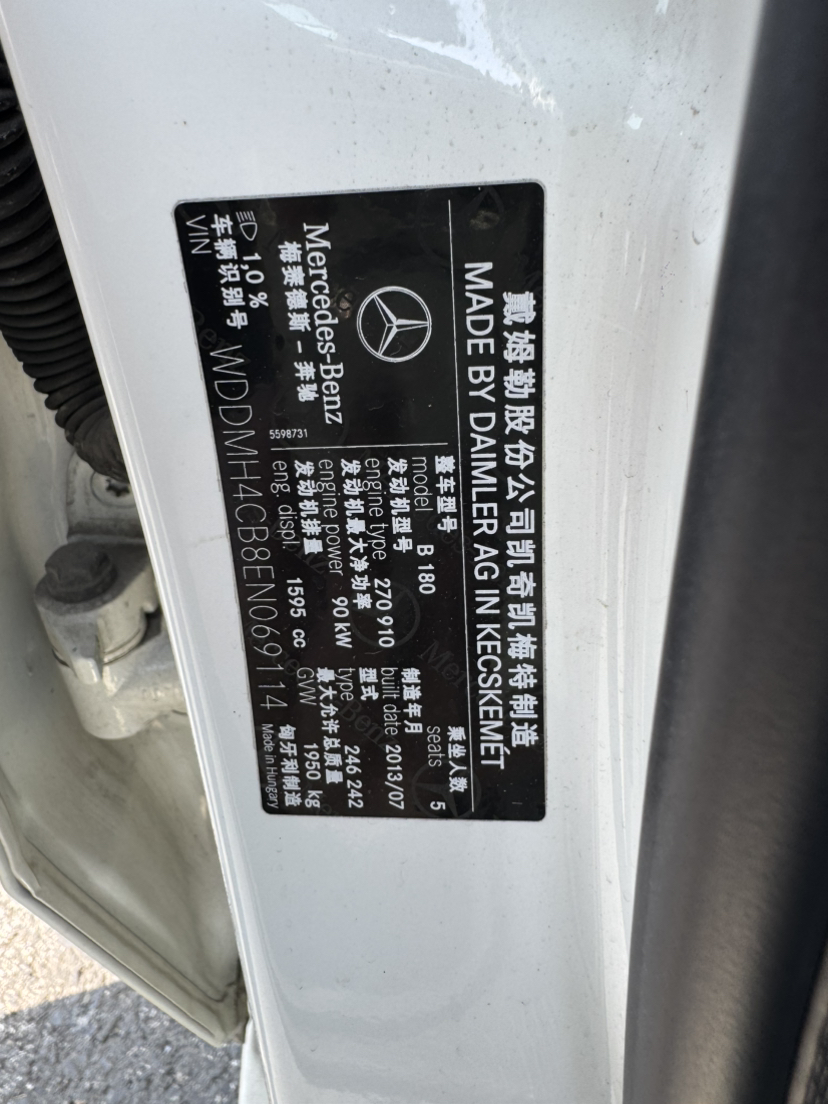 戴姆勒股份公司凯奇凯梅特制造
MADE BY DAIMLER AG IN KECSKEMÉT
Mercedes-Benz
梅赛德斯-奔驰
5598731
整车型号
model B 180
发动机型号
engine type 270 910
发动机最大净功率
engine power 90 kW
发动机排量
eng. displ. 1595 cc
乘坐人数
seats 5
制造年月
built date 2013/07
型式
type 246 242
最大允许总质量
GVW 1950 kg
匈牙利制造
Made in Hungary
1,0 %
车辆识别号
VIN WDDMH4CB8EN069114